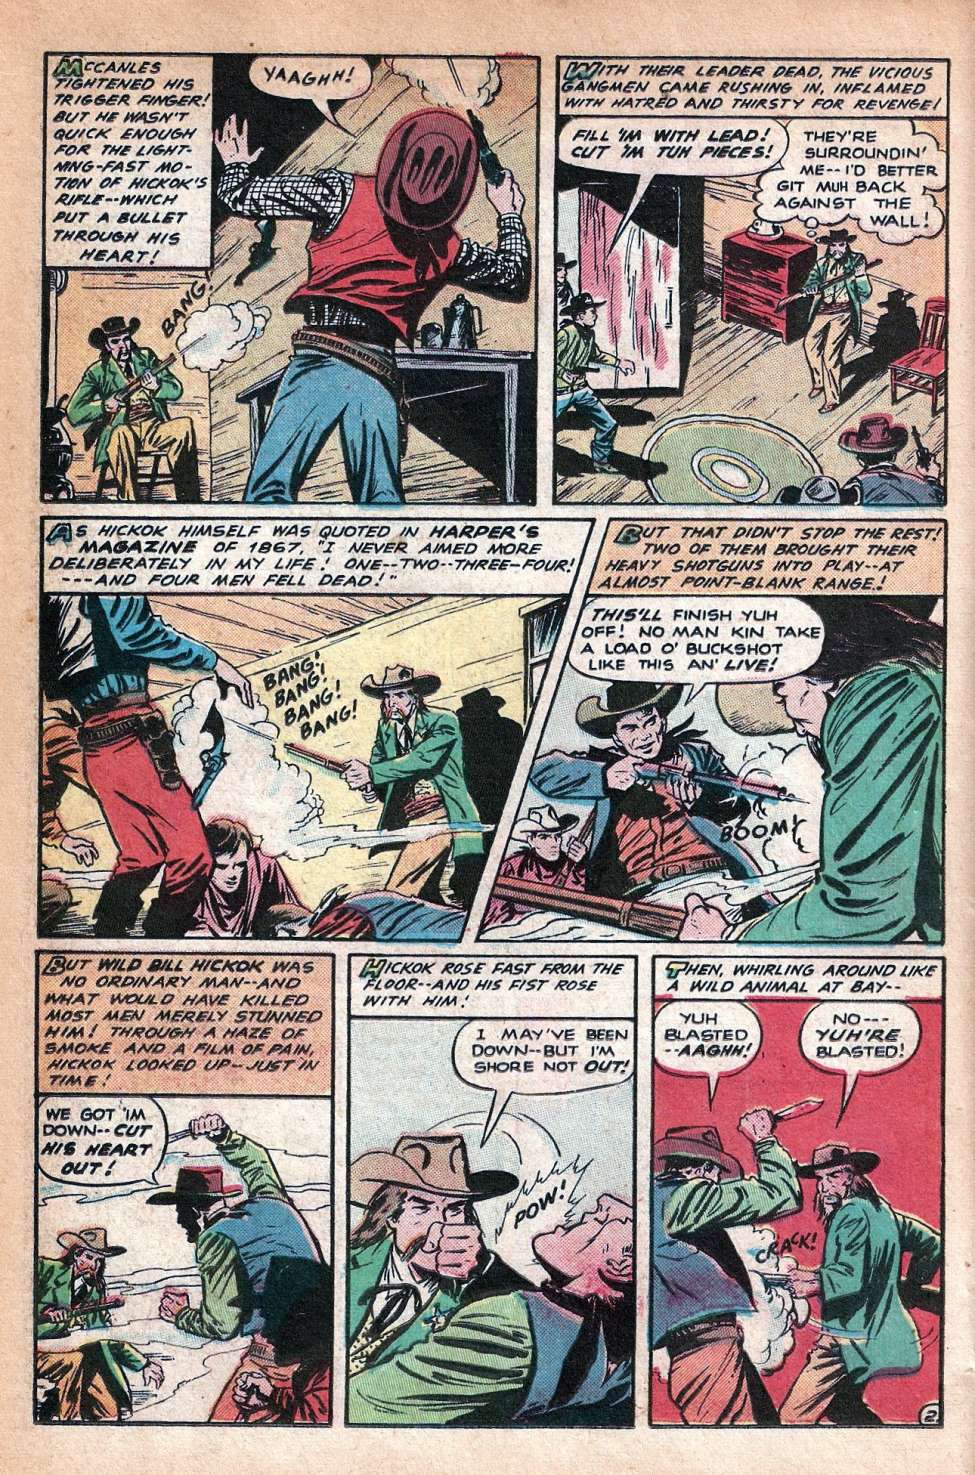 McCANLES
TIGHTENED HIS
TRIGGER FINGER!
BUT HE WASN'T
QUICK ENOUGH
FOR THE LIGHT-
NING-FAST MO-
TION OF HICKOK'S
RIFLE--WHICH
PUT A BULLET
THROUGH HIS
HEART!
YAAGHH!
BANG!
WITH THEIR LEADER DEAD, THE VICIOUS
GANGMEN CAME RUSHING IN, INFLAMED
WITH HATRED AND THIRSTY FOR REVENGE!
FILL 'IM WITH LEAD!
CUT 'IM TUH PIECES!
THEY'RE
SURROUNDIN'
ME--I'D BETTER
GIT MUH BACK
AGAINST THE
WALL!
AS HICKOK HIMSELF WAS QUOTED IN HARPER'S
MAGAZINE OF 1867, "I NEVER AIMED MORE
DELIBERATELY IN MY LIFE! ONE--TWO--THREE-FOUR!
----AND FOUR MEN FELL DEAD!"
BANG!
BANG!
BANG!
BANG!
BUT THAT DIDN'T STOP THE REST!
TWO OF THEM BROUGHT THEIR
HEAVY SHOTGUNS INTO PLAY--AT
ALMOST POINT-BLANK RANGE!
THIS'LL FINISH YUH
OFF! NO MAN KIN TAKE
A LOAD O' BUCKSHOT
LIKE THIS AN' LIVE!
BOOM!
BUT WILD BILL HICKOK WAS
NO ORDINARY MAN--AND
WHAT WOULD HAVE KILLED
MOST MEN MERELY STUNNED
HIM! THROUGH A HAZE OF
SMOKE AND A FILM OF PAIN,
HICKOK LOOKED UP--JUST IN
TIME!
WE GOT 'IM
DOWN--CUT
HIS HEART
OUT!
HICKOK ROSE FAST FROM THE
FLOOR--AND HIS FIST ROSE
WITH HIM!
I MAY'VE BEEN
DOWN--BUT I'M
SHORE NOT OUT!
POW!
THEN, WHIRLING AROUND LIKE
A WILD ANIMAL AT BAY--
YUH
BLASTED
--AAGHH!
NO---
YUH'RE
BLASTED!
CRACK!
2